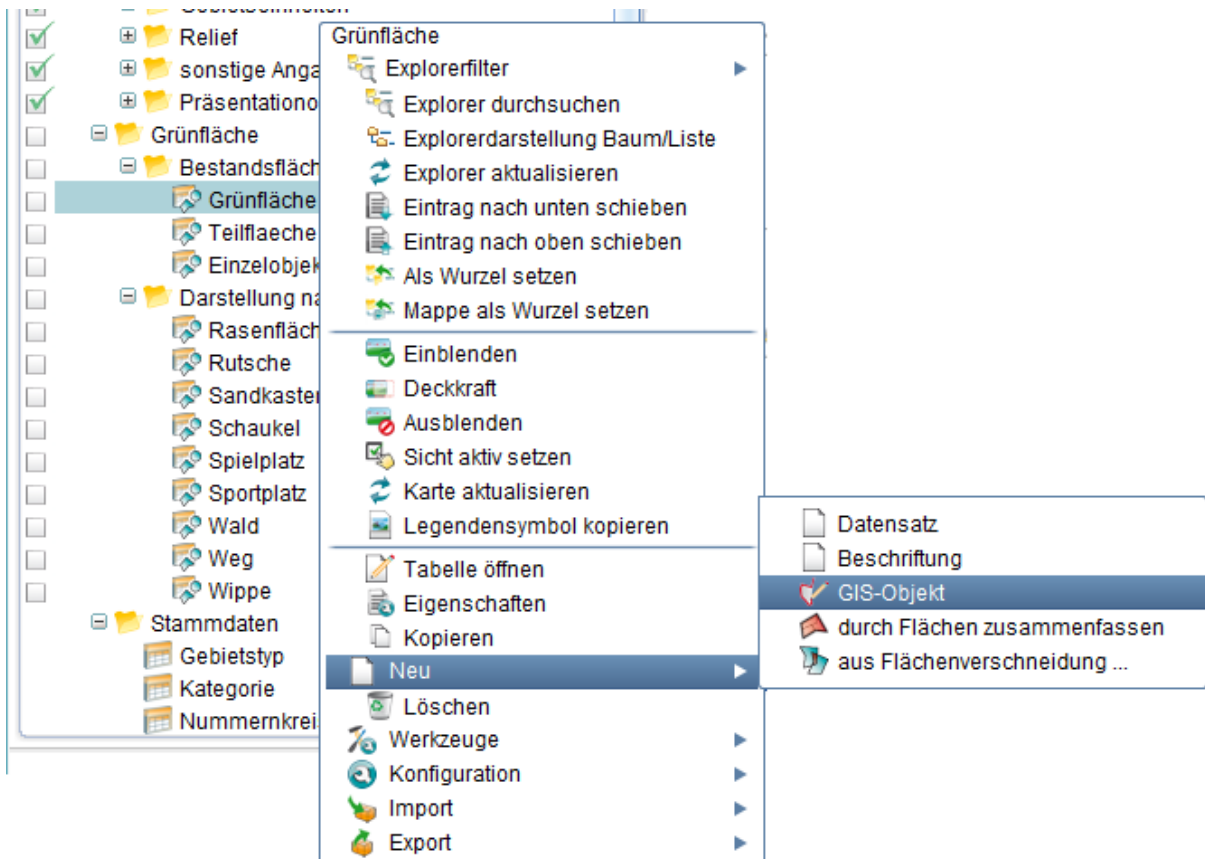 Relief
sonstige Anga
Präsentationo
Grünfläche
Bestandsfläch
Grünfläche
Teilflaeche
Einzelobjek
Darstellung na
Rasenfläch
Rutsche
Sandkaster
Schaukel
Spielplatz
Sportplatz
Wald
Weg
Wippe
Stammdaten
Gebietstyp
Kategorie
Nummernkrei
Grünfläche
Explorerfilter
Explorer durchsuchen
Explorerdarstellung Baum/Liste
Explorer aktualisieren
Eintrag nach unten schieben
Eintrag nach oben schieben
Als Wurzel setzen
Mappe als Wurzel setzen
Einblenden
Deckkraft
Ausblenden
Sicht aktiv setzen
Karte aktualisieren
Legendensymbol kopieren
Tabelle öffnen
Eigenschaften
Kopieren
Neu
Löschen
Werkzeuge
Konfiguration
Import
Export
Datensatz
Beschriftung
GIS-Objekt
durch Flächen zusammenfassen
aus Flächenverschneidung ...